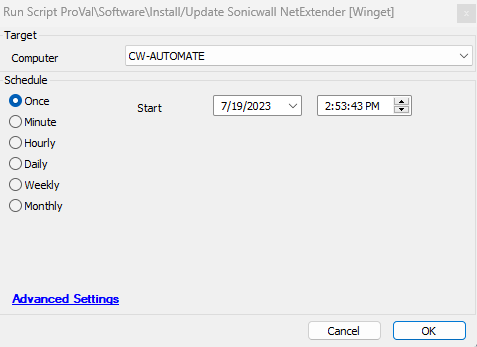 Run Script ProVal\Software\Install/Update Sonicwall NetExtender [Winget]
Target
Computer CW-AUTOMATE
Schedule
Once Start 7/19/2023 2:53:43 PM
Minute
Hourly
Daily
Weekly
Monthly
Advanced Settings
Cancel OK